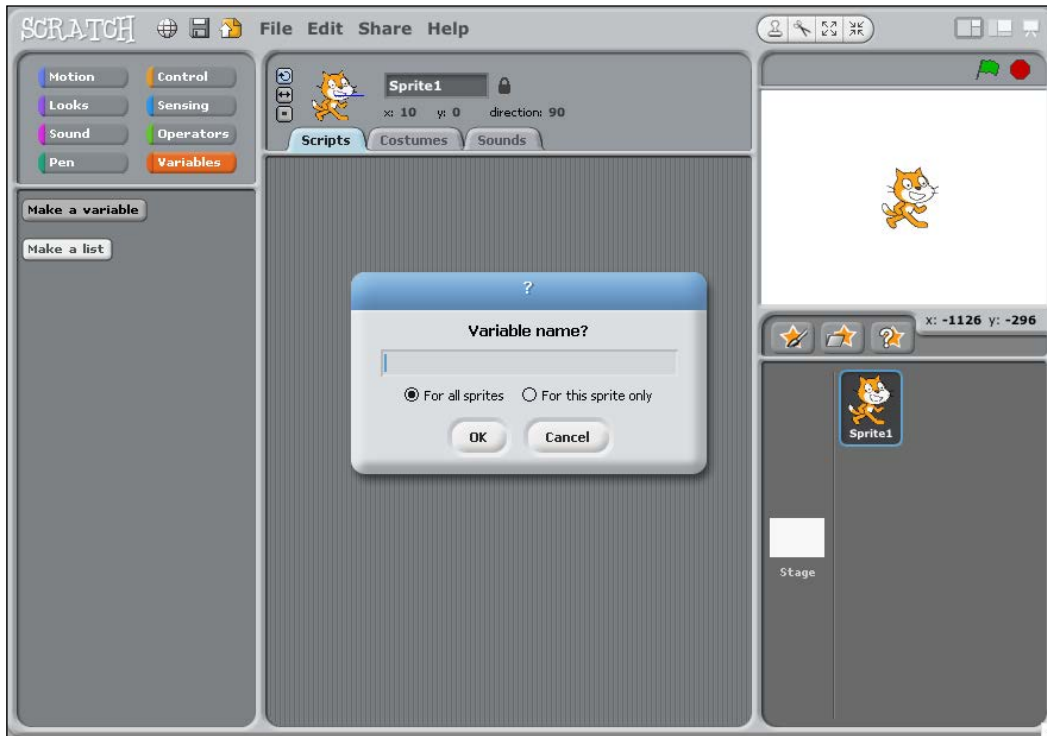 SCRATCH File Edit Share Help
Motion Control
Looks Sensing
Sound Operators
Pen Variables
Sprite1
x: 10 y: 0 direction: 90
Scripts Costumes Sounds
Make a variable
Make a list
?
Variable name?
For all sprites For this sprite only
OK Cancel
x: -1126 y: -296
Sprite1
Stage